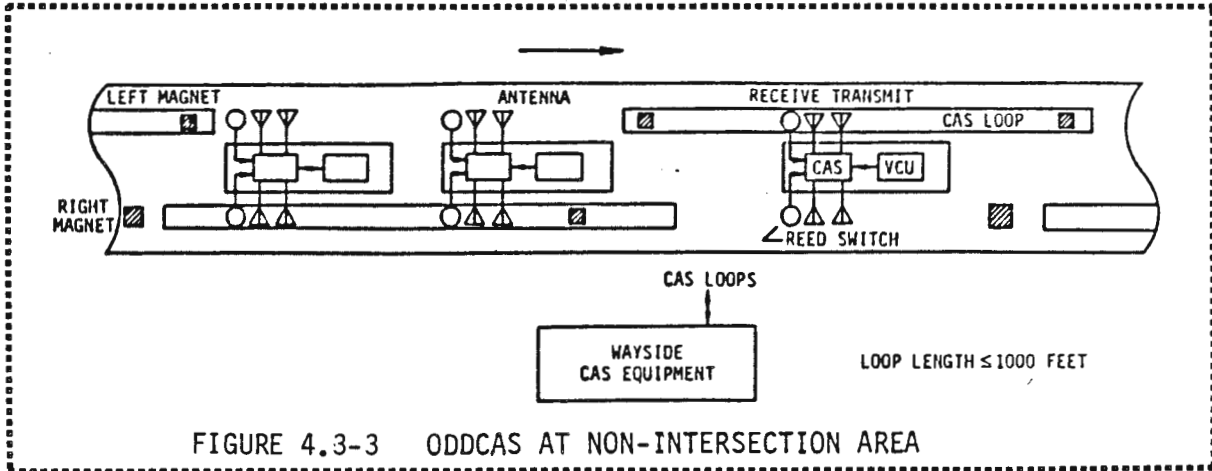 LEFT MAGNET
ANTENNA
RECEIVE TRANSMIT
CAS LOOP
CAS
VCU
RIGHT
MAGNET
REED SWITCH
CAS LOOPS
WAYSIDE
CAS EQUIPMENT
LOOP LENGTH ≤ 1000 FEET
FIGURE 4.3-3 ODDCAS AT NON-INTERSECTION AREA